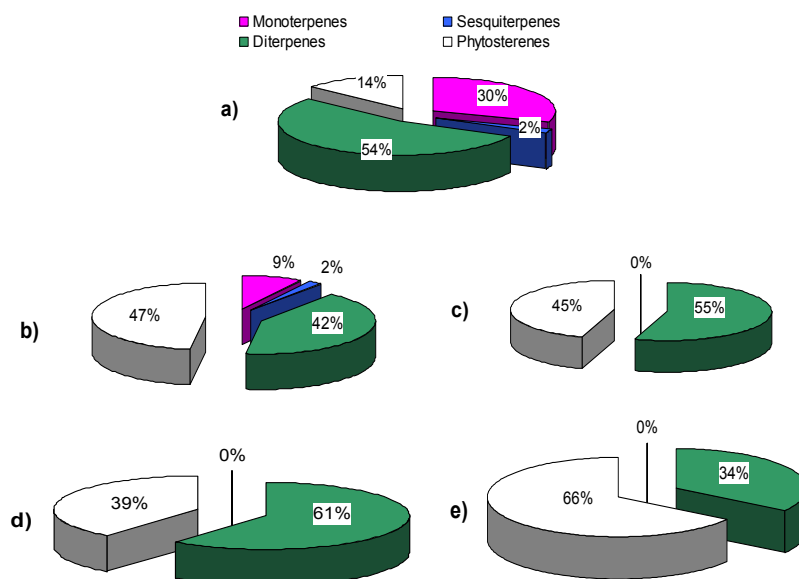 Monoterpenes Sesquiterpenes
Diterpenes Phytosterenes
a)
14%
30%
2%
54%
b)
9%
2%
47%
42%
c)
0%
45%
55%
d)
0%
39%
61%
e)
0%
34%
66%